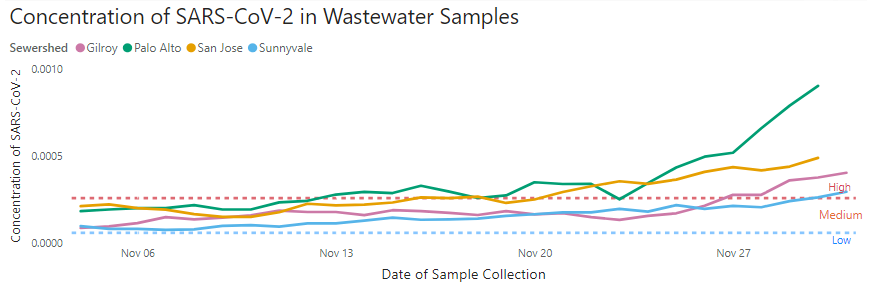 Concentration of SARS-CoV-2 in Wastewater Samples
Sewershed Gilroy Palo Alto San Jose Sunnyvale
Concentration of SARS-CoV-2
0.0010
0.0005
0.0000
High
Medium
Low
Nov 06 Nov 13 Nov 20 Nov 27
Date of Sample Collection